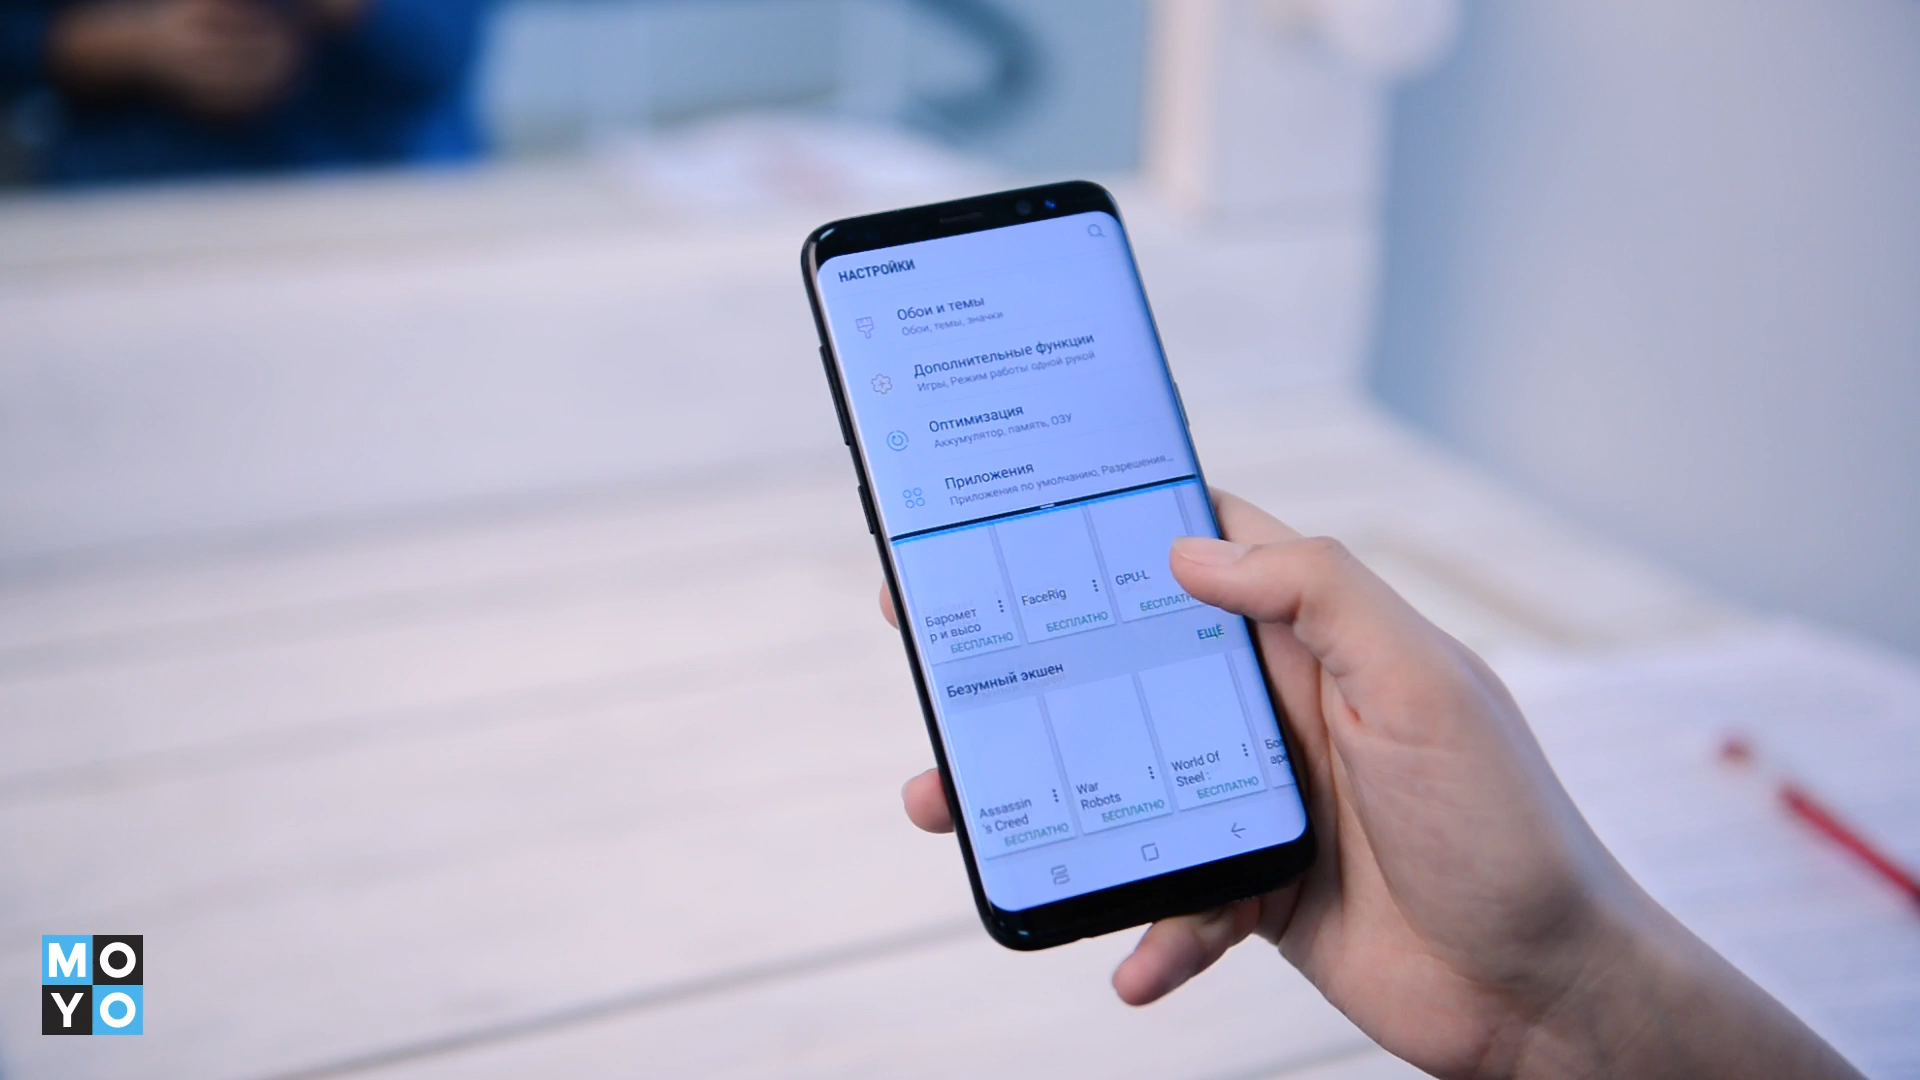 НАСТРОЙКИ
Обои и темы
Обои, темы, значки
Дополнительные функции
Игры, Режим работы одной рукой
Оптимизация
Аккумулятор, память, ОЗУ
Приложения
Приложения по умолчанию, Разрешения...
Баромет
р и высо
БЕСПЛАТНО
FaceRig
БЕСПЛАТНО
GPU-L
БЕСПЛАТН
ЕЩЁ
Безумный экшен
Assassin
's Creed
БЕСПЛАТНО
War
Robots
БЕСПЛАТНО
World Of
Steel :
БЕСПЛАТНО
MOYO